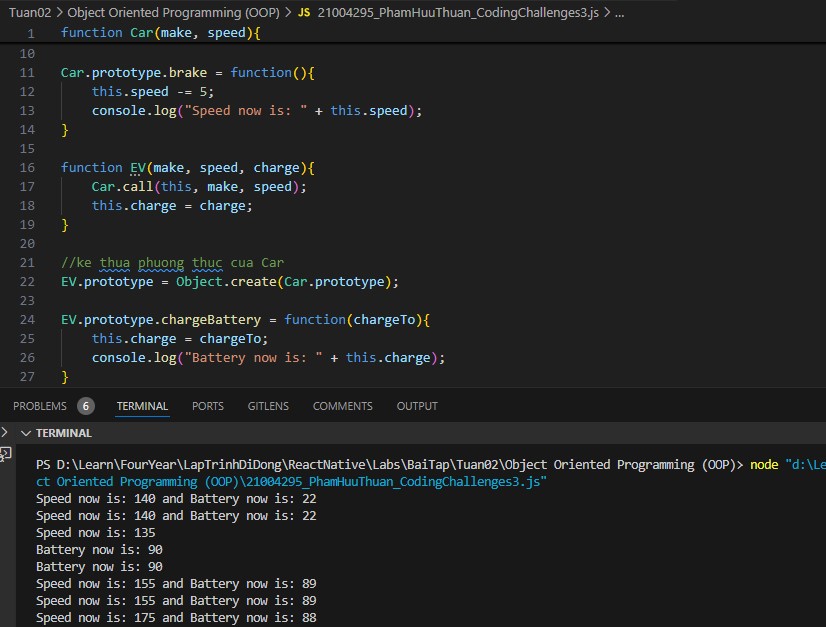 Tuan02 > Object Oriented Programming (OOP) > JS 21004295_PhamHuuThuan_CodingChallenges3.js > ...
1 function Car(make, speed){
10
11 Car.prototype.brake = function(){
12 this.speed -= 5;
13 console.log("Speed now is: " + this.speed);
14 }
15
16 function EV(make, speed, charge){
17 Car.call(this, make, speed);
18 this.charge = charge;
19 }
20
21 //ke thua phuong thuc cua Car
22 EV.prototype = Object.create(Car.prototype);
23
24 EV.prototype.chargeBattery = function(chargeTo){
25 this.charge = chargeTo;
26 console.log("Battery now is: " + this.charge);
27 }
PROBLEMS 6 TERMINAL PORTS GITLENS COMMENTS OUTPUT
TERMINAL
PS D:\Learn\FourYear\LapTrinhDiDong\ReactNative\Labs\BaiTap\Tuan02\Object Oriented Programming (OOP)> node "d:\Le
ct Oriented Programming (OOP)\21004295_PhamHuuThuan_CodingChallenges3.js"
Speed now is: 140 and Battery now is: 22
Speed now is: 140 and Battery now is: 22
Speed now is: 135
Battery now is: 90
Battery now is: 90
Speed now is: 155 and Battery now is: 89
Speed now is: 155 and Battery now is: 89
Speed now is: 175 and Battery now is: 88